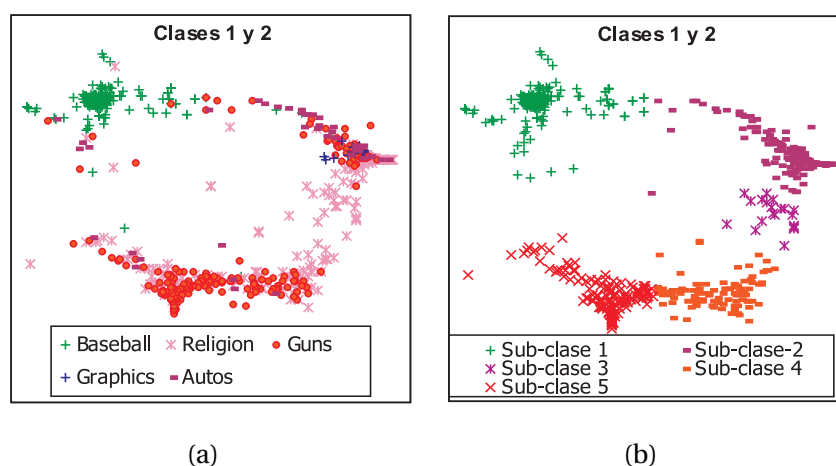 Clases 1 y 2
Baseball Religion Guns
Graphics Autos
(a)
Clases 1 y 2
Sub-clase 1 Sub-clase-2
Sub-clase 3 Sub-clase 4
Sub-clase 5
(b)